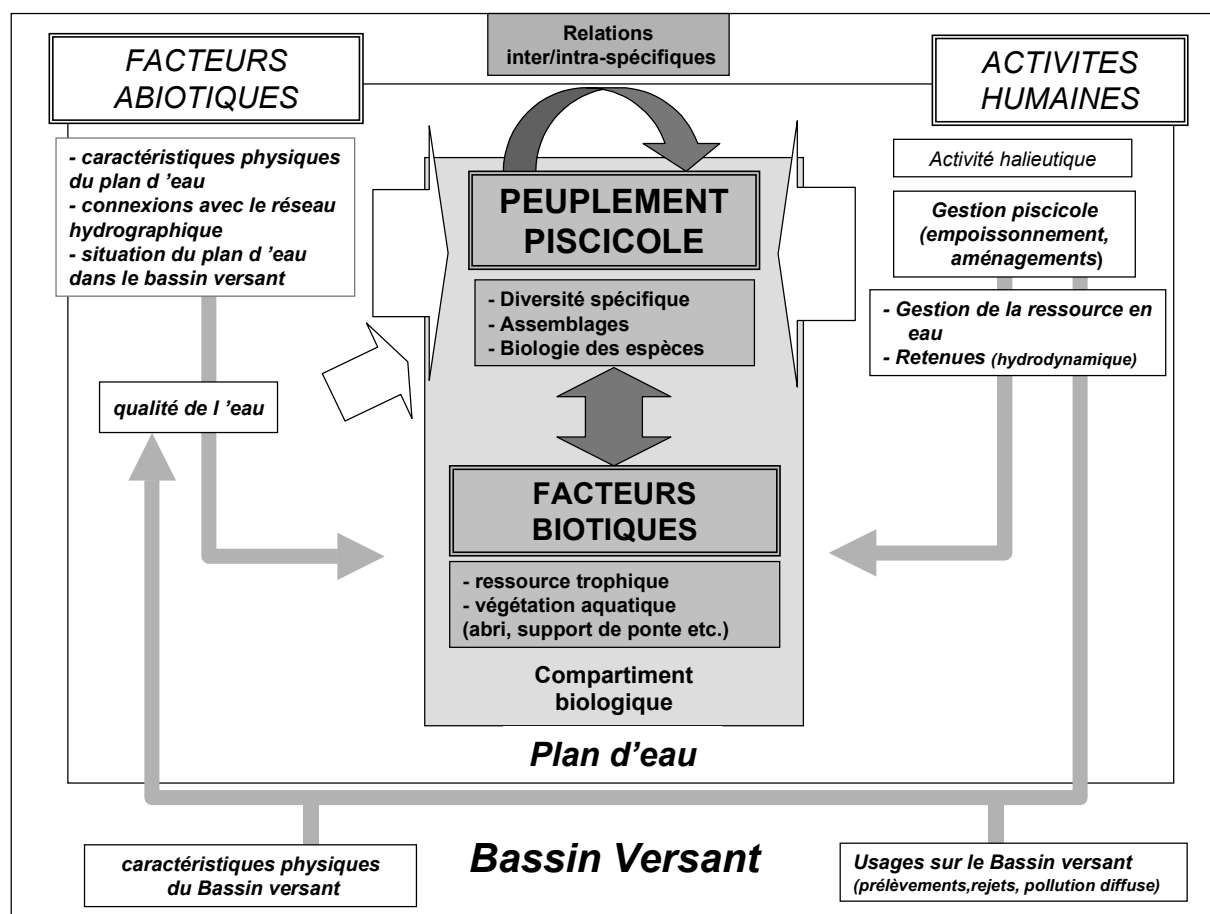 Relations
inter/intra-spécifiques
FACTEURS
ABIOTIQUES
ACTIVITES
HUMAINES
- caractéristiques physiques
du plan d ’eau
- connexions avec le réseau
hydrographique
- situation du plan d ’eau
dans le bassin versant
Activité halieutique
PEUPLEMENT
PISCICOLE
Gestion piscicole
(empoissonnement,
aménagements)
- Diversité spécifique
- Assemblages
- Biologie des espèces
- Gestion de la ressource en
eau
- Retenues (hydrodynamique)
qualité de l ’eau
FACTEURS
BIOTIQUES
- ressource trophique
- végétation aquatique
(abri, support de ponte etc.)
Compartiment
biologique
Plan d’eau
caractéristiques physiques
du Bassin versant
Bassin Versant
Usages sur le Bassin versant
(prélèvements,rejets, pollution diffuse)